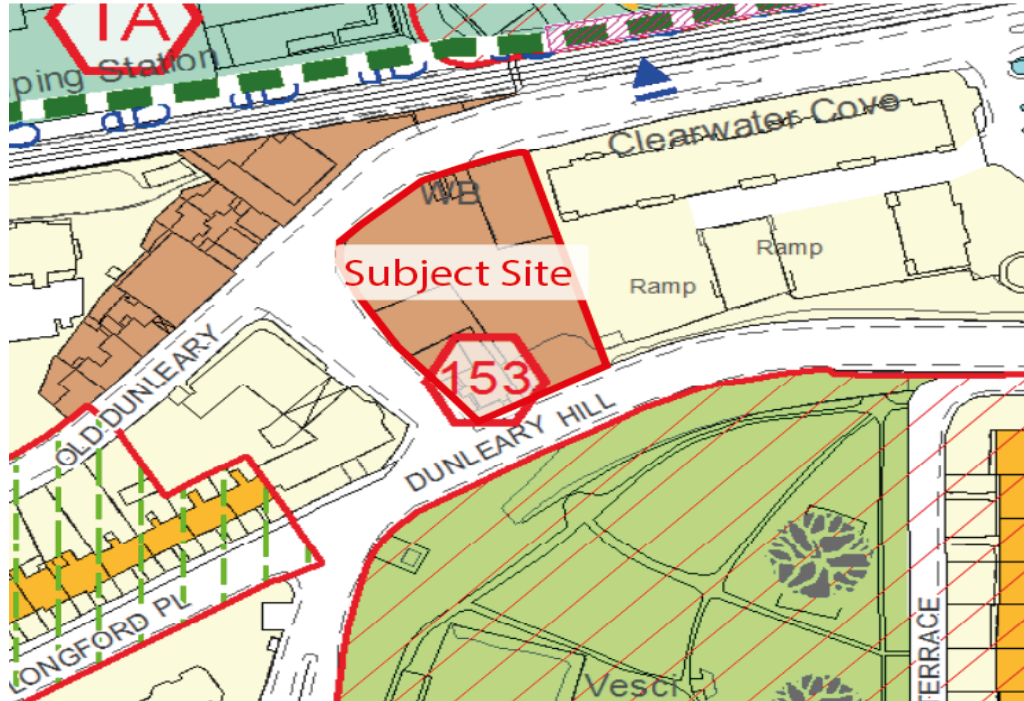 1A
ping Station
Clearwater Cove
WB
Subject Site
Ramp
Ramp
153
OLD DUNLEARY
DUNLEARY HILL
LONGFORD PL
TERRACE
Vesci